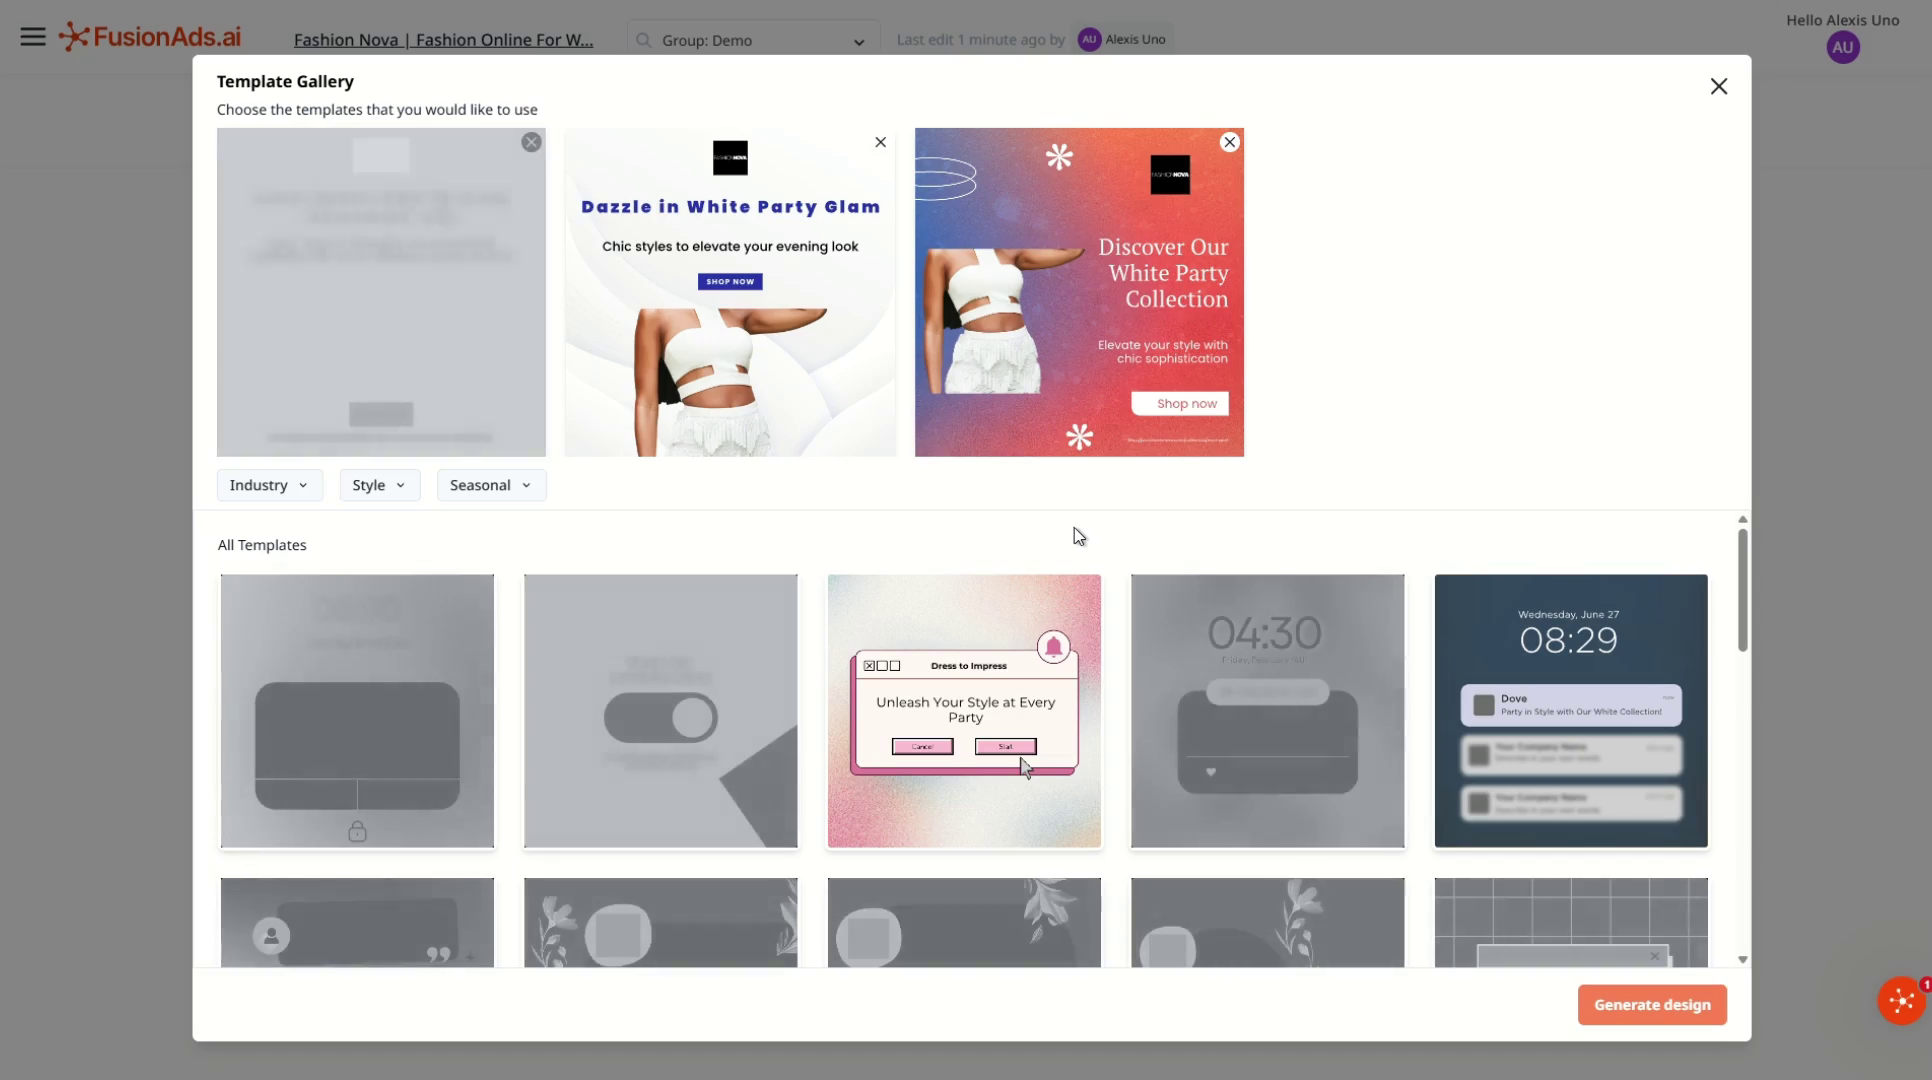 FusionAds.ai
Fashion Nova | Fashion Online For W...
Group: Demo
Last edit 1 minute ago by
AU
Alexis Uno
Hello Alexis Uno
AU
Template Gallery
Choose the templates that you would like to use
FASHIONNOVA
Dazzle in White Party Glam
Chic styles to elevate your evening look
SHOP NOW
FASHIONNOVA
Discover Our
White Party
Collection
Elevate your style with
chic sophistication
Shop now
Industry
Style
Seasonal
All Templates
Dress to Impress
Unleash Your Style at Every
Party
Cancel
Start
04:30
Wednesday, June 27
08:29
Dove
Party in Style with Our White Collection!
Your Company Name
Your Company Name
Generate design
1